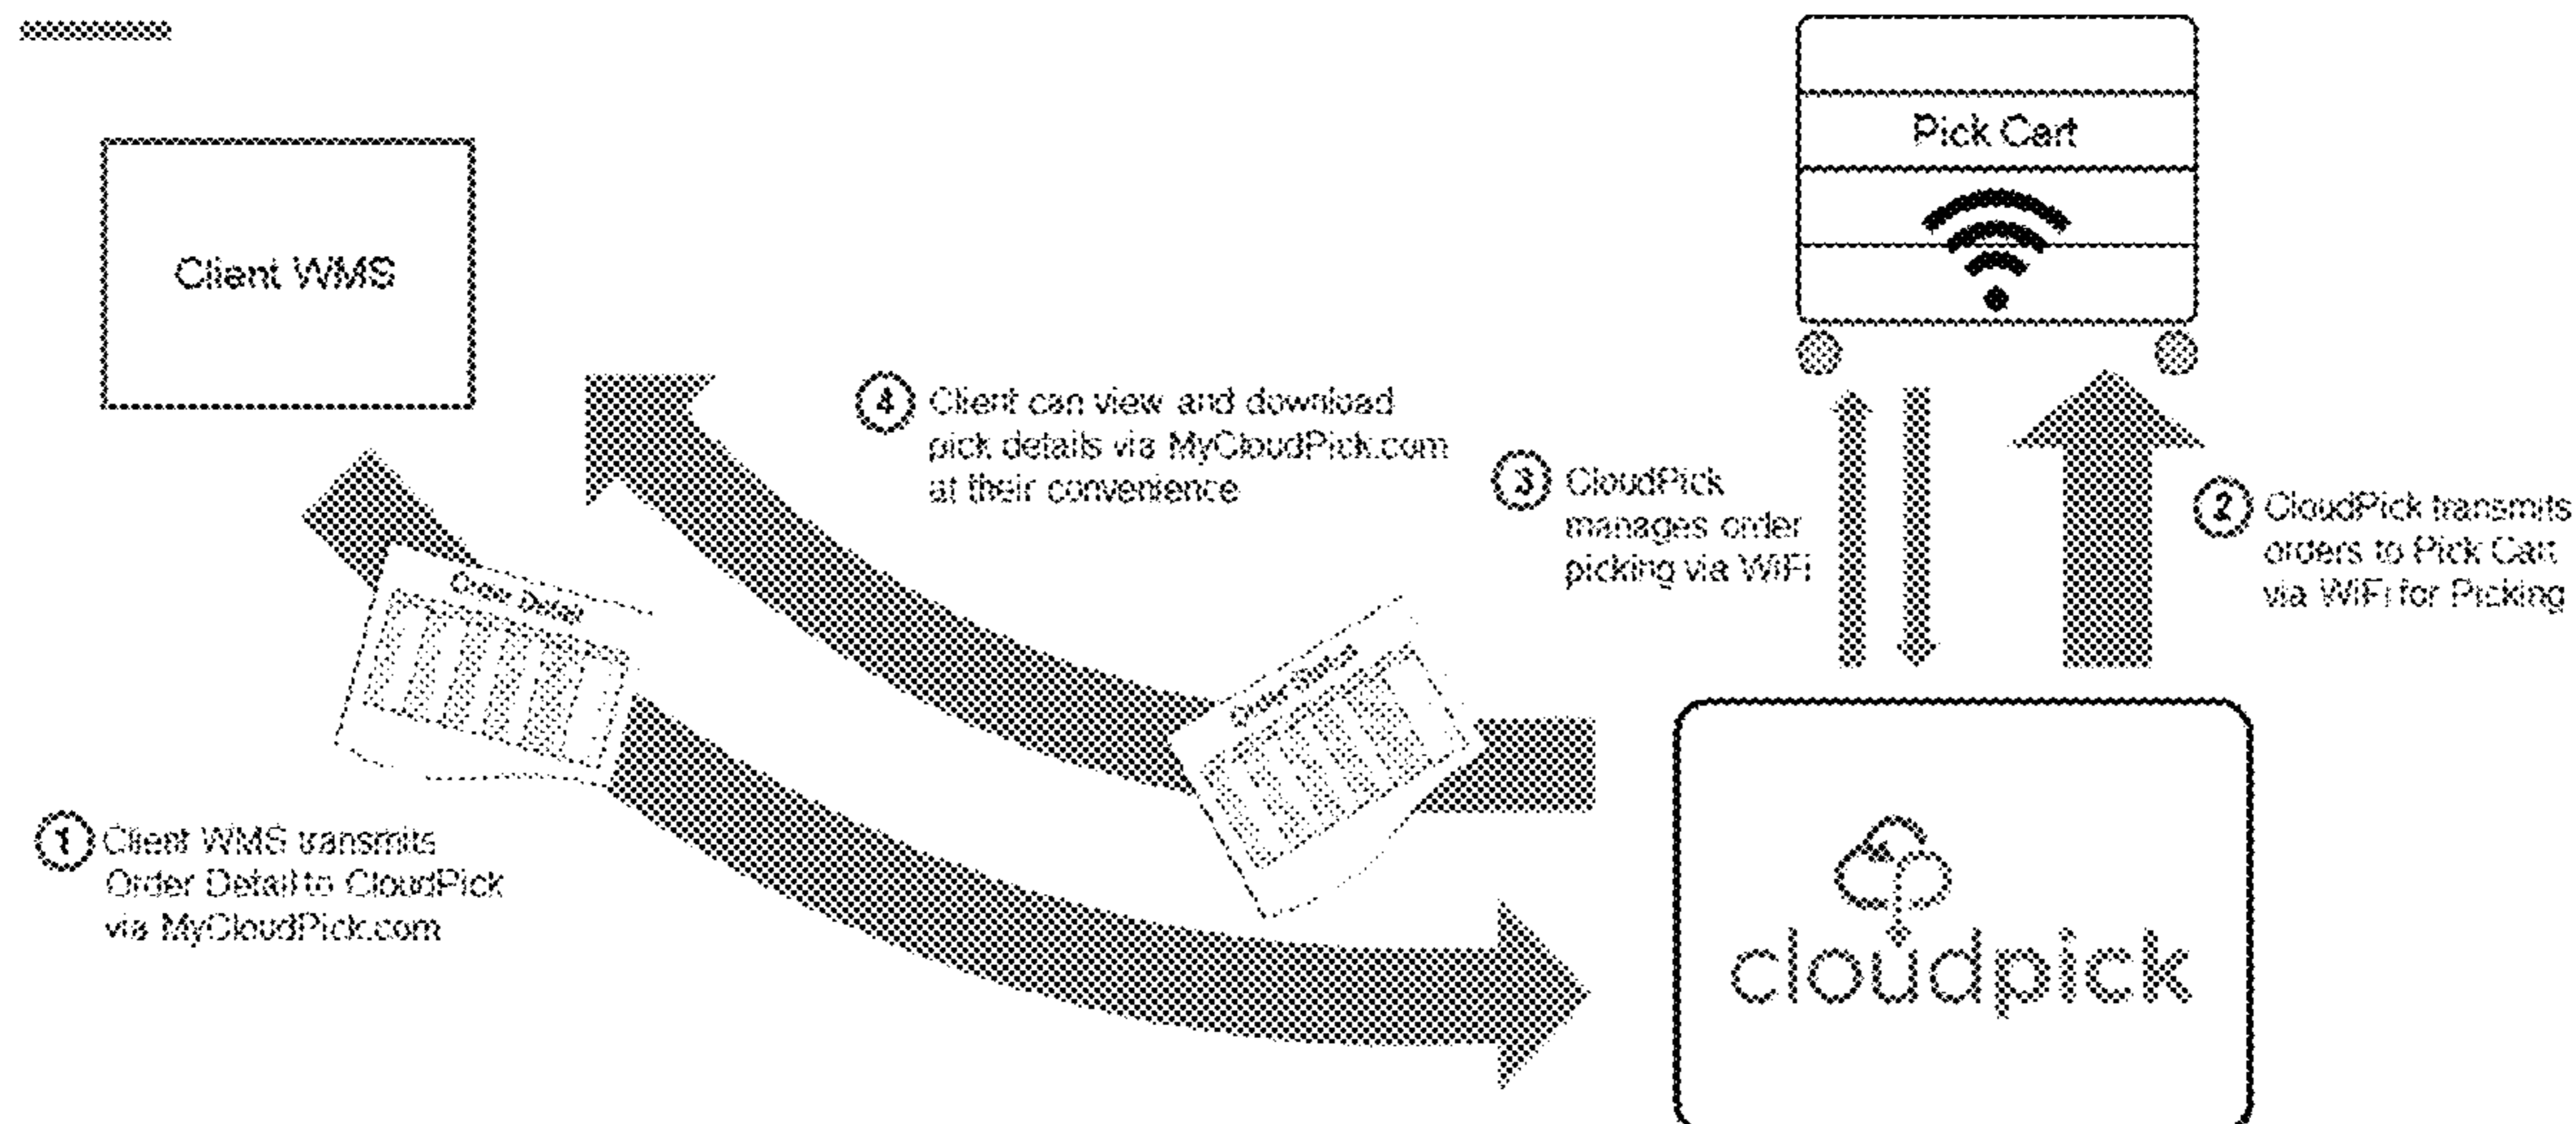 Pick Cart
Client WMS
4 Client can view and download
pick details via MyCloudPick.com
at their convenience
3 CloudPick
manages order
picking via WiFi
2 CloudPick transmits
orders to Pick Cart
via WiFi for Picking
Order Detail
Order Status
1 Client WMS transmits
Order Detail to CloudPick
via MyCloudPick.com
cloudpick